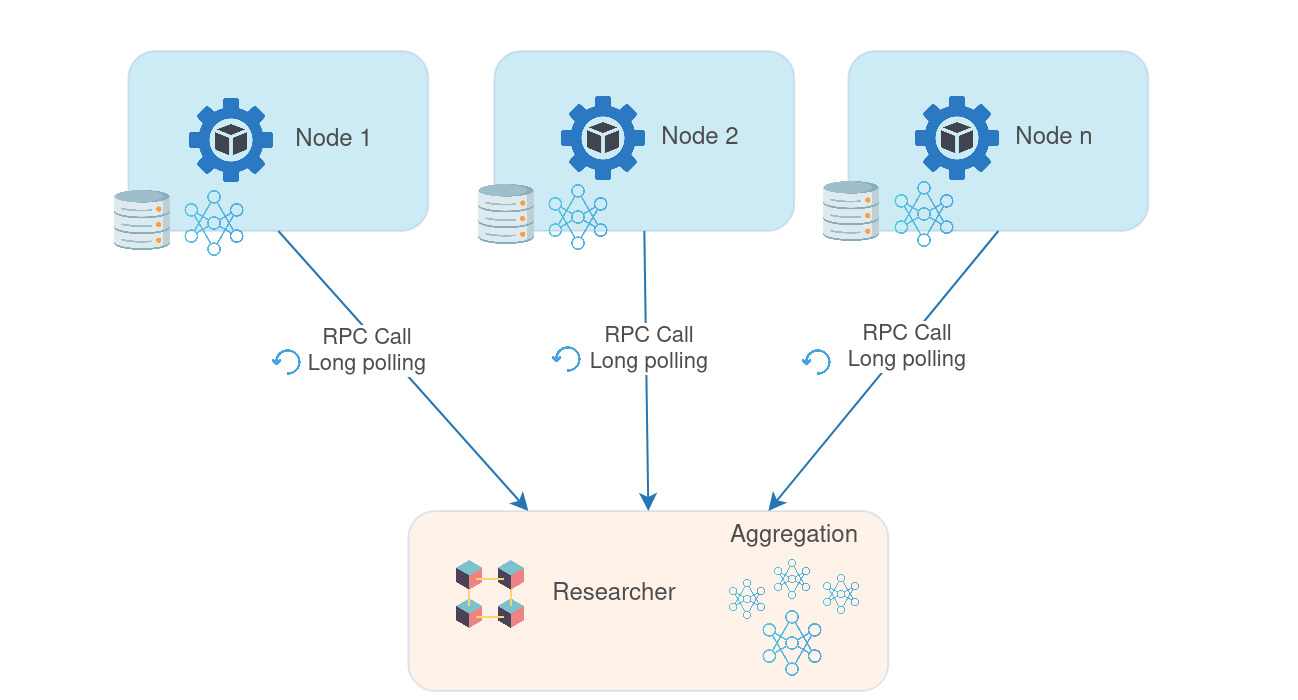 Node 1
Node 2
Node n
RPC Call
Long polling
RPC Call
Long polling
RPC Call
Long polling
Aggregation
Researcher